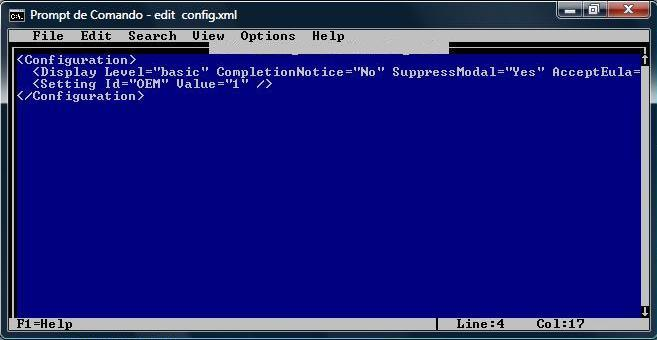 Prompt de Comando - edit config.xml
File Edit Search View Options Help
<Configuration>
<Display Level="basic" CompletionNotice="No" SuppressModal="Yes" AcceptEula=
<Setting Id="OEM" Value="1" />
</Configuration>
F1=Help Line:4 Col:17